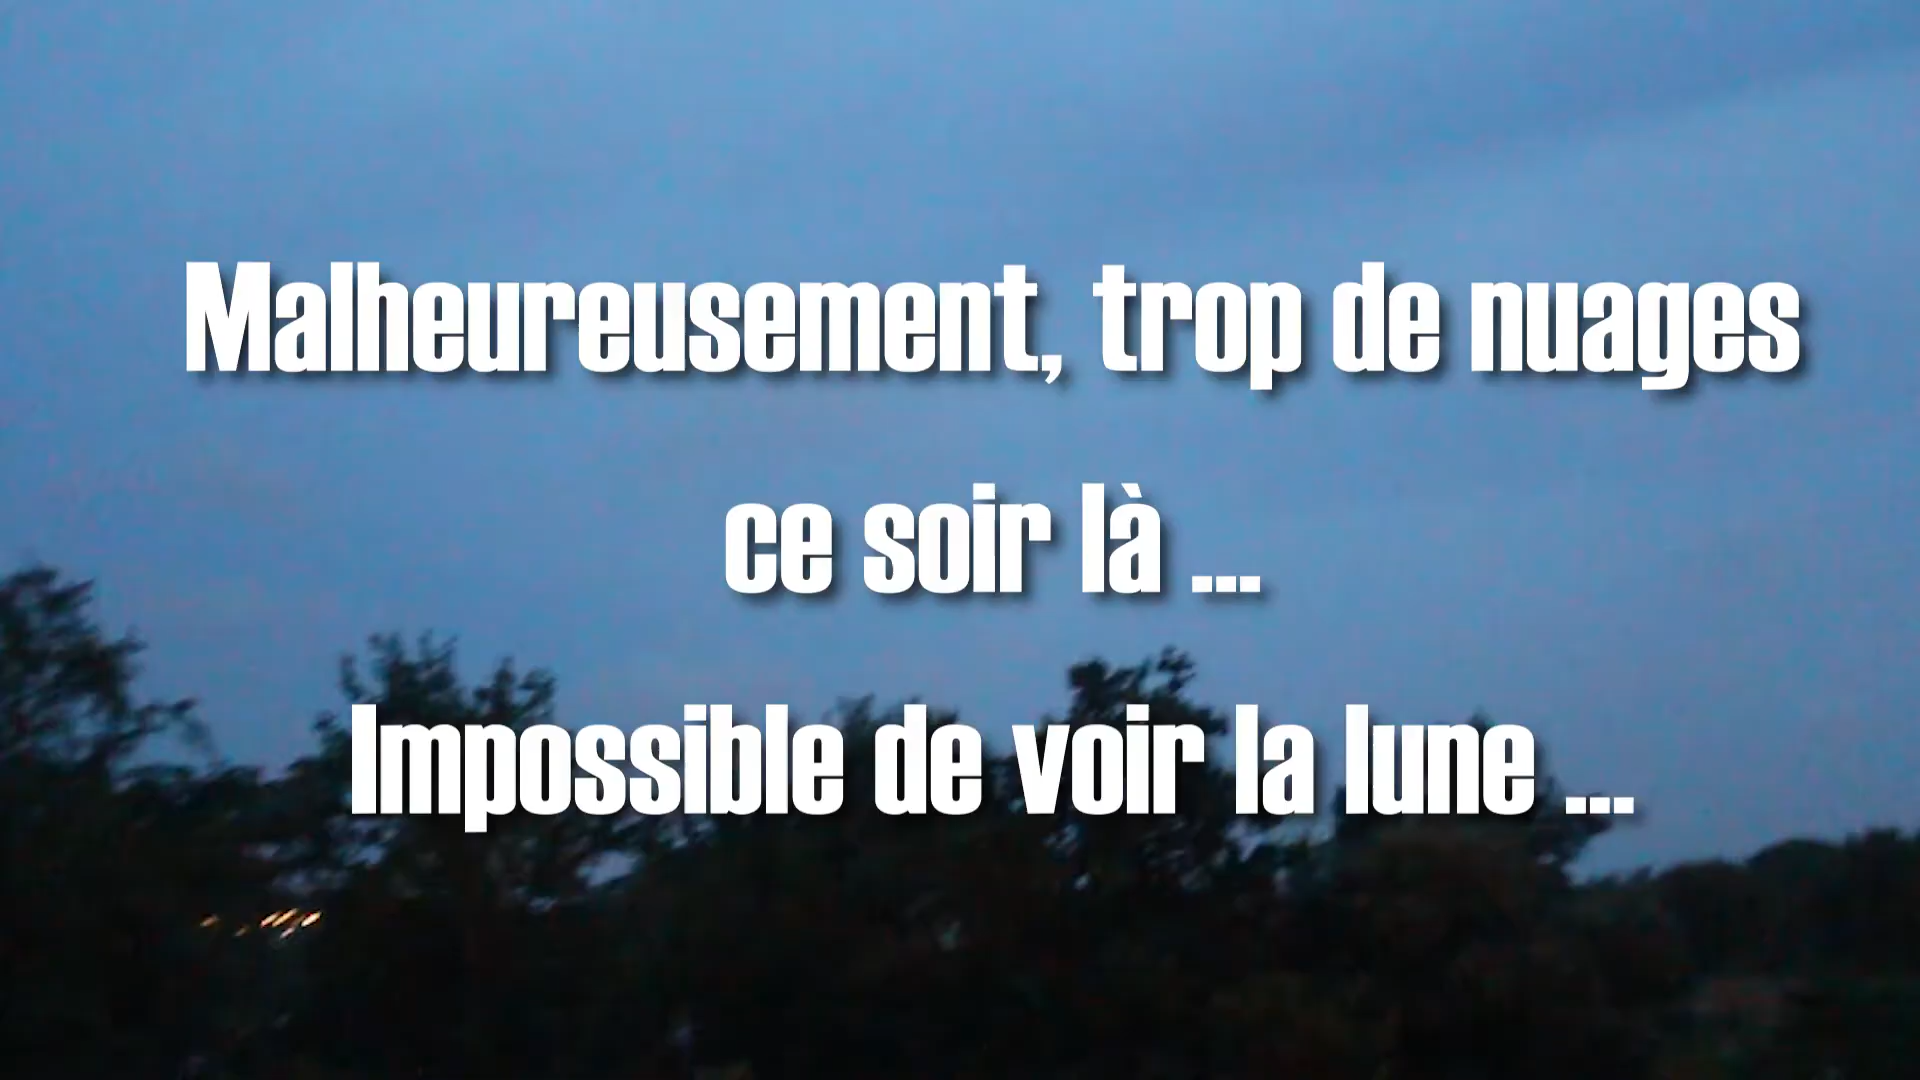 Malheureusement, trop de nuages
ce soir là ...
Impossible de voir la lune ...